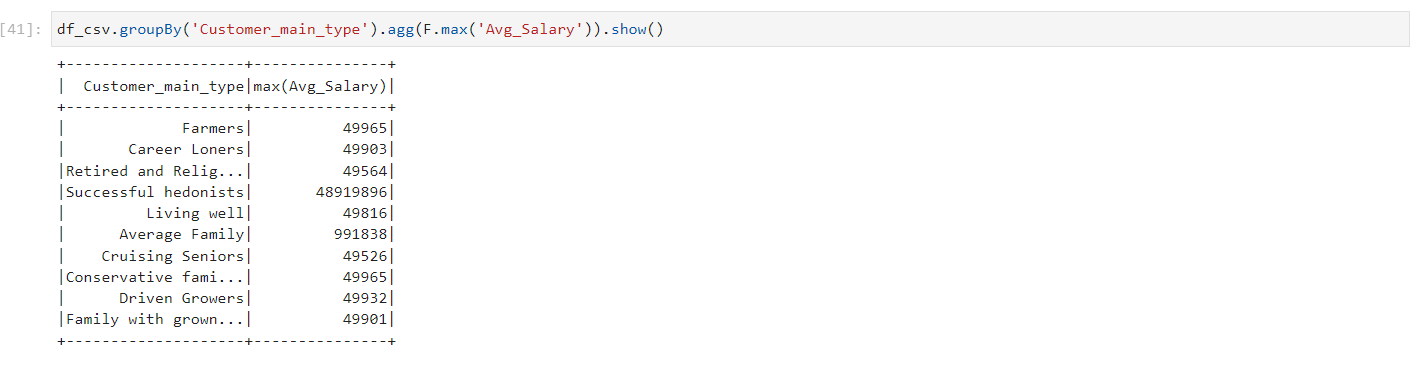 [41]: df_csv.groupBy('Customer_main_type').agg(F.max('Avg_Salary')).show()
+--------------------+---------------+
|  Customer_main_type|max(Avg_Salary)|
+--------------------+---------------+
|             Farmers|          49965|
|       Career Loners|          49903|
|Retired and Relig...|          49564|
|Successful hedonists|       48919896|
|         Living well|          49816|
|      Average Family|         991838|
|    Cruising Seniors|          49526|
|Conservative fami...|          49965|
|      Driven Growers|          49932|
|Family with grown...|          49901|
+--------------------+---------------+